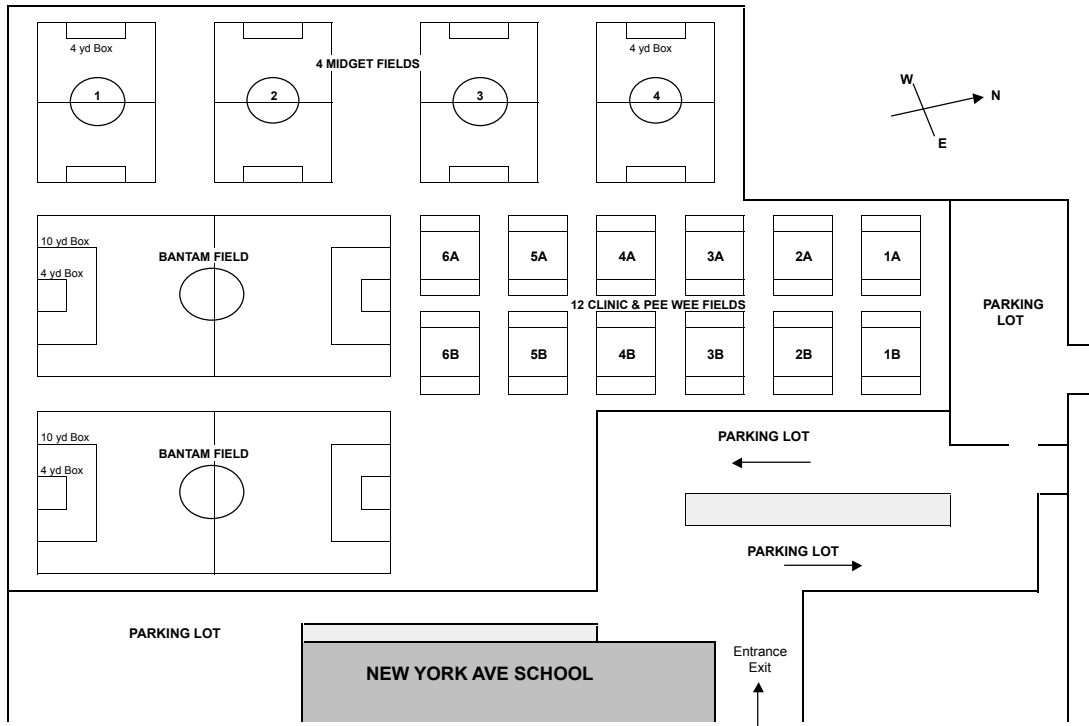 4 yd Box
4 yd Box
4 MIDGET FIELDS
1
2
3
4
W
N
E
10 yd Box
BANTAM FIELD
4 yd Box
6A
5A
4A
3A
2A
1A
12 CLINIC & PEE WEE FIELDS
PARKING
LOT
6B
5B
4B
3B
2B
1B
10 yd Box
BANTAM FIELD
4 yd Box
PARKING LOT
PARKING LOT
PARKING LOT
NEW YORK AVE SCHOOL
Entrance
Exit